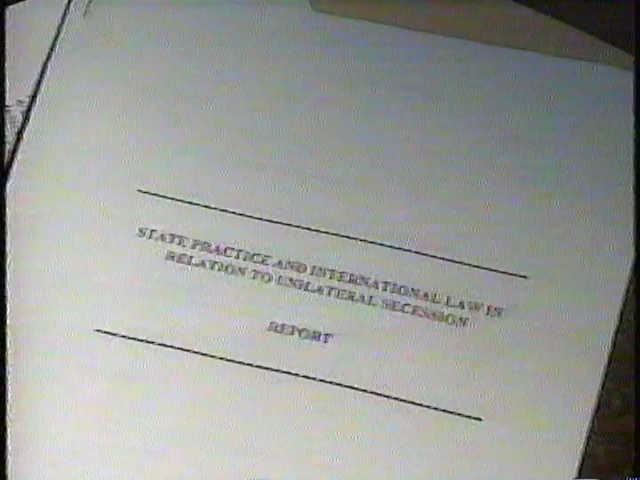 STATE PRACTICE AND INTERNATIONAL LAW IN
RELATION TO UNILATERAL SECESSION
REPORT